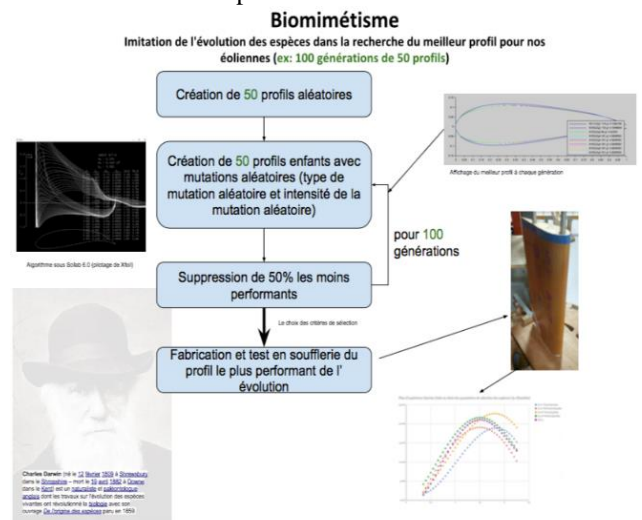 Biomimétisme
Imitation de l'évolution des espèces dans la recherche du meilleur profil pour nos
éoliennes (ex: 100 générations de 50 profils)
Création de 50 profils aléatoires
Création de 50 profils enfants avec
mutations aléatoires (type de
mutation aléatoire et intensité de la
mutation aléatoire)
Affichage du meilleur profil à chaque génération
pour 100
générations
Algorithme sous Scilab 6.0 (pilotage de Xfoil)
Suppression de 50% les moins
performants
Le choix des critères de sélection
Fabrication et test en soufflerie du
profil le plus performant de l'
évolution
Charles Darwin (né le 12 février 1809 à Shrewsbury
dans le Shropshire – mort le 19 avril 1882 à Downe
dans le Kent) est un naturaliste et paléontologue
anglais dont les travaux sur l'évolution des espèces
vivantes ont révolutionné la biologie avec son
ouvrage De l'origine des espèces paru en 1859